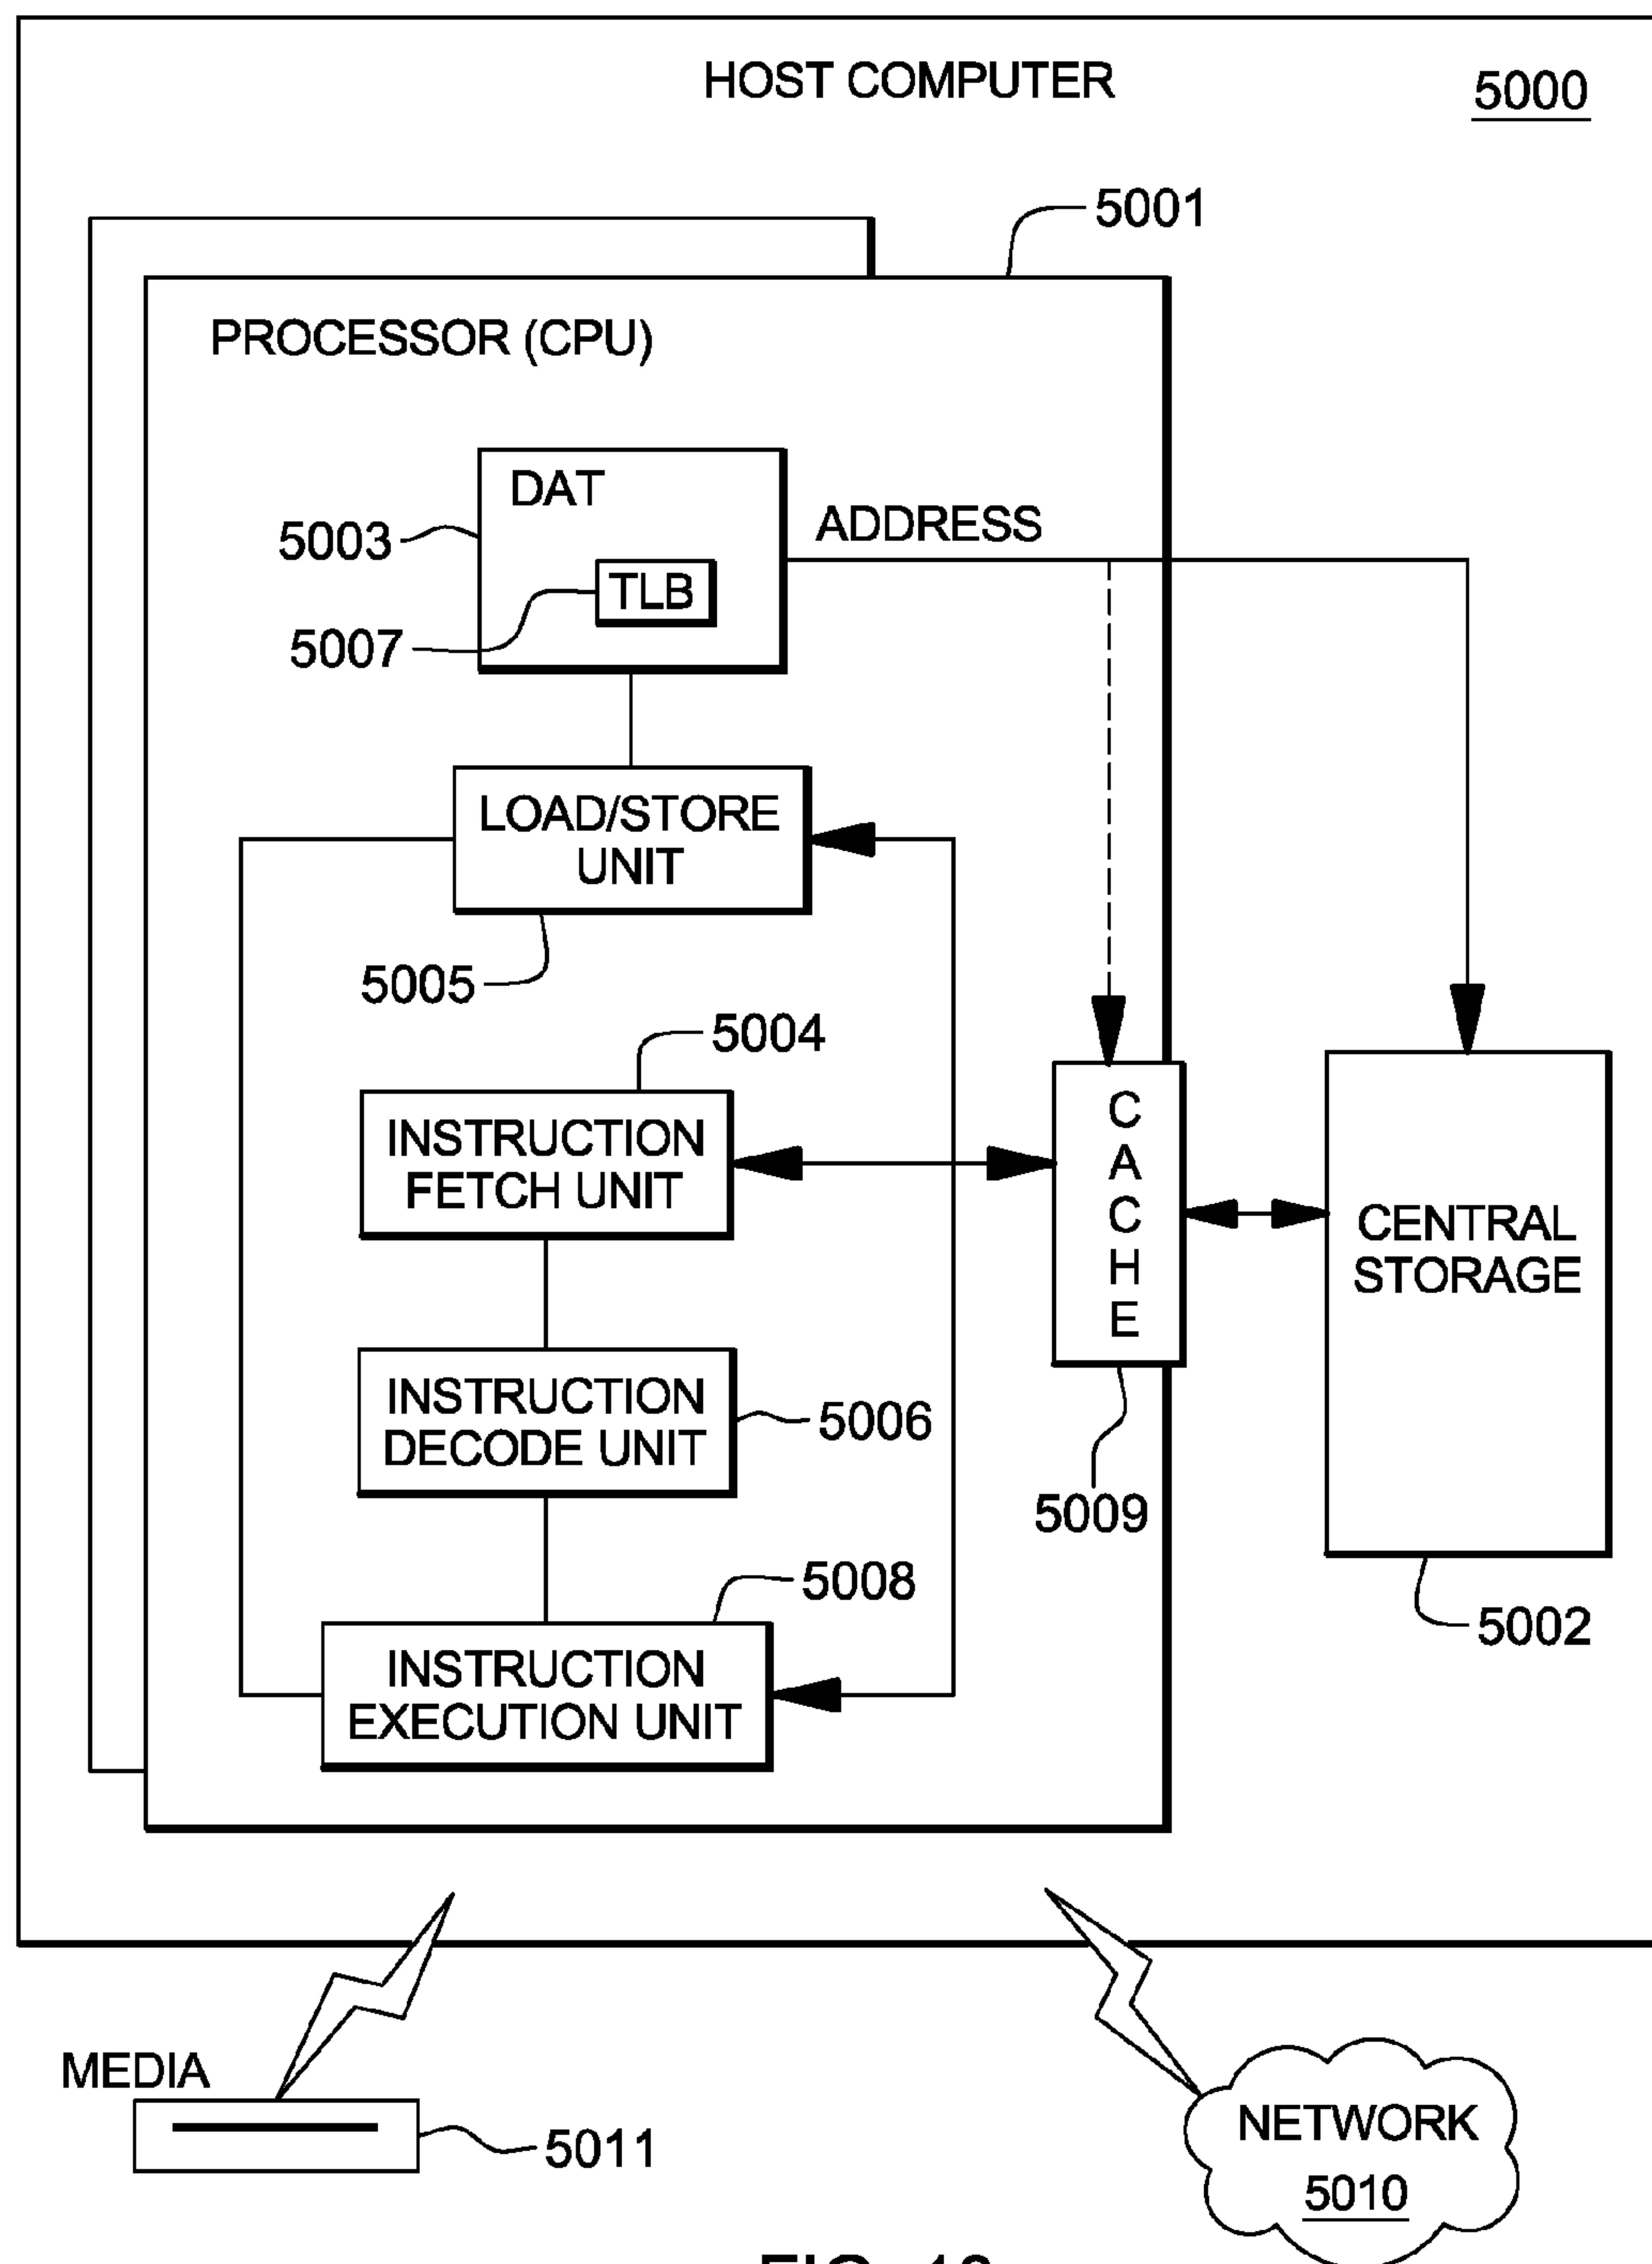 HOST COMPUTER
5000
5001
PROCESSOR (CPU)
DAT
ADDRESS
5003
TLB
5007
LOAD/STORE
UNIT
5005
5004
INSTRUCTION
FETCH UNIT
CACHE
CENTRAL
STORAGE
INSTRUCTION
DECODE UNIT
5006
5009
5008
5002
INSTRUCTION
EXECUTION UNIT
MEDIA
5011
NETWORK
5010